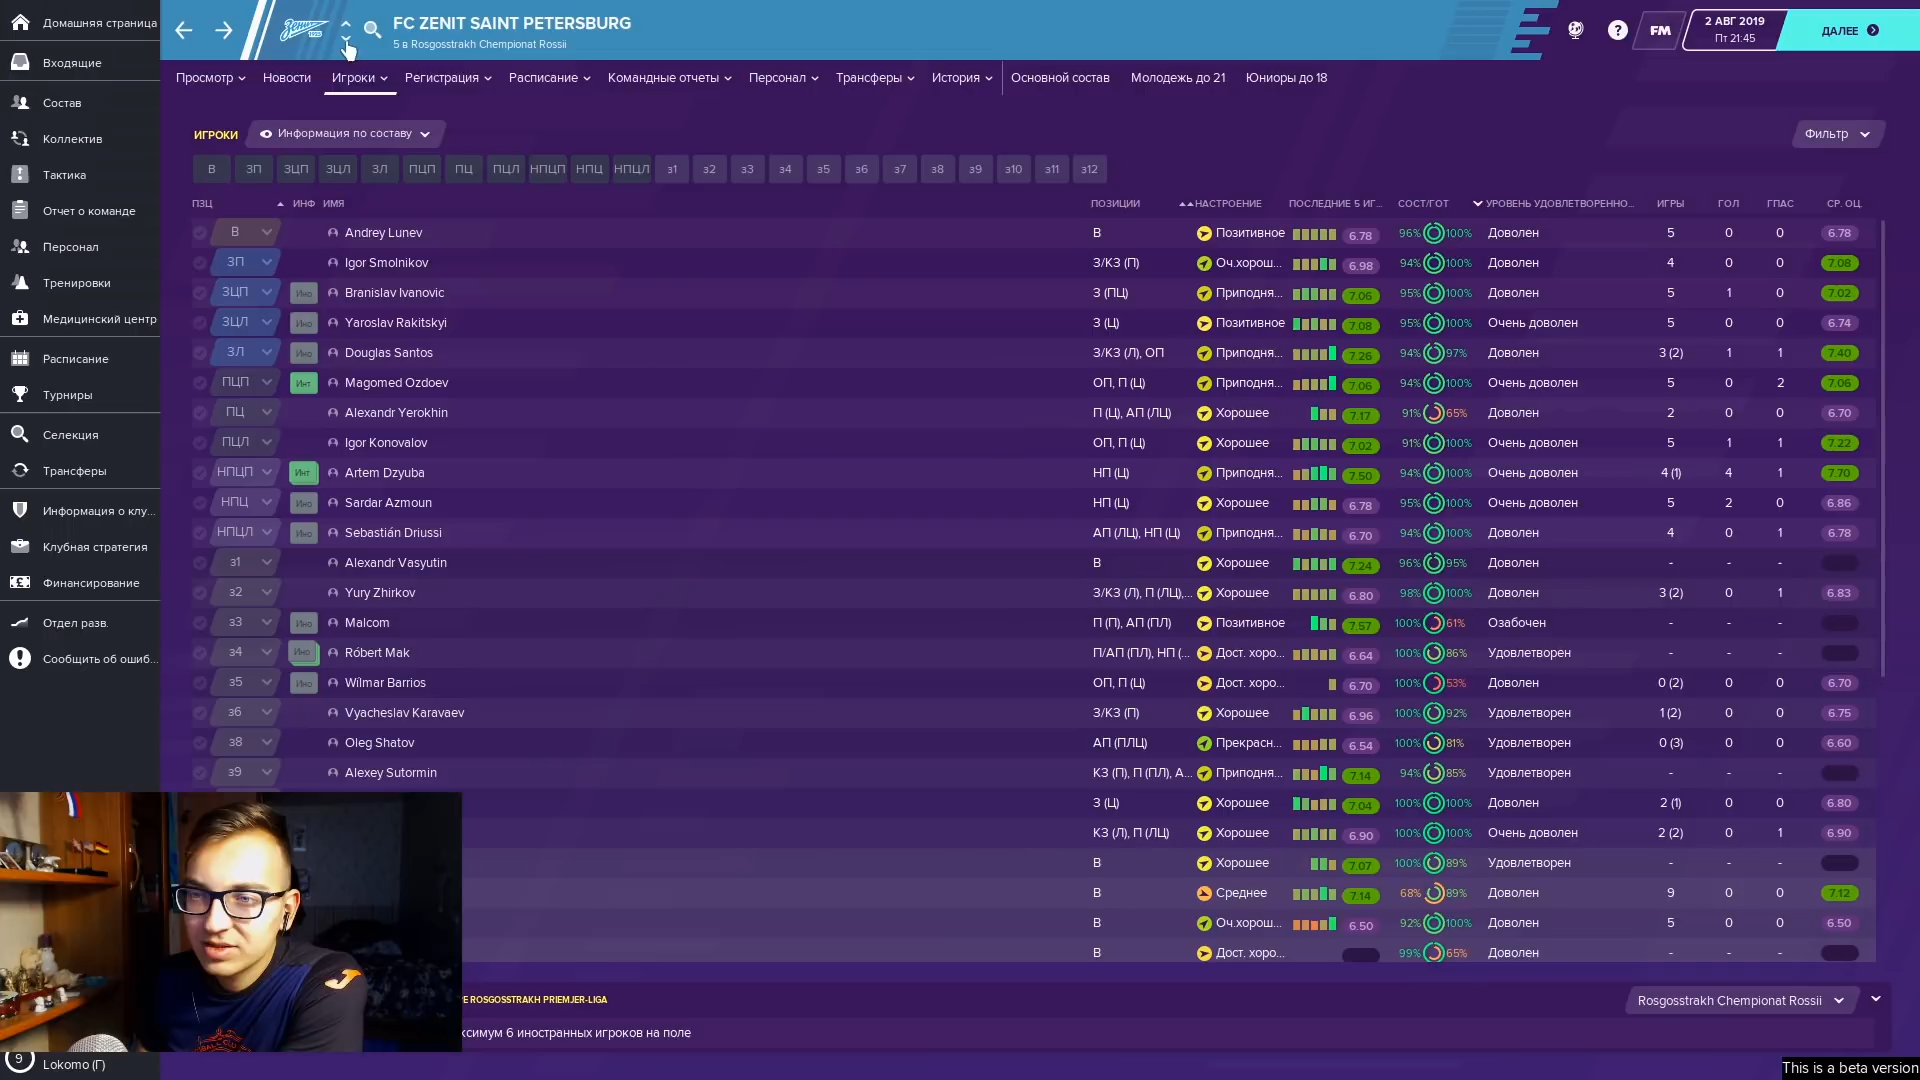 Домашняя страница
Входящие
Состав
Коллектив
Тактика
Отчет о команде
Персонал
Тренировки
Медицинский центр
Расписание
Турниры
Селекция
Трансферы
Информация о клу...
Клубная стратегия
Финансирование
Отдел разв.
Сообщить об ошиб...
9 Lokomo (Г)
FC ZENIT SAINT PETERSBURG
5 в Rosgosstrakh Chempionat Rossii
FM
2 АВГ 2019
Пт 21:45
ДАЛЕЕ
Просмотр Новости Игроки Регистрация Расписание Командные отчеты Персонал Трансферы История Основной состав Молодежь до 21 Юниоры до 18
ИГРОКИ Информация по составу Фильтр
В ЗП ЗЦП ЗЦЛ ЗЛ ПЦП ПЦ ПЦЛ НПЦП НПЦ НПЦЛ з1 з2 з3 з4 з5 з6 з7 з8 з9 з10 з11 з12
ПЗЦ ИНФ ИМЯ ПОЗИЦИИ НАСТРОЕНИЕ ПОСЛЕДНИЕ 5 ИГ... СОСТ/ГОТ УРОВЕНЬ УДОВЛЕТВОРЕННО... ИГРЫ ГОЛ ГПАС СР. ОЦ
В Andrey Lunev В Позитивное 6.78 96% 100% Доволен 5 0 0 6.78
ЗП Igor Smolnikov З/КЗ (П) Оч.хорош... 6.98 94% 100% Доволен 4 0 0 7.08
ЗЦП Ино Branislav Ivanovic З (ПЦ) Приподня... 7.06 95% 100% Доволен 5 1 0 7.02
ЗЦЛ Ино Yaroslav Rakitskyi З (Ц) Позитивное 7.08 95% 100% Очень доволен 5 0 0 6.74
ЗЛ Ино Douglas Santos З/КЗ (Л), ОП Приподня... 7.26 94% 97% Доволен 3 (2) 1 1 7.40
ПЦП Инт Magomed Ozdoev ОП, П (Ц) Приподня... 7.06 94% 100% Очень доволен 5 0 2 7.06
ПЦ Alexandr Yerokhin П (Ц), АП (ЛЦ) Хорошее 7.17 91% 65% Доволен 2 0 0 6.70
ПЦЛ Igor Konovalov ОП, П (Ц) Хорошее 7.02 91% 100% Очень доволен 5 1 1 7.22
НПЦП Инт Artem Dzyuba НП (Ц) Приподня... 7.50 94% 100% Очень доволен 4 (1) 4 1 7.70
НПЦ Ино Sardar Azmoun НП (Ц) Хорошее 6.78 95% 100% Очень доволен 5 2 0 6.86
НПЦЛ Ино Sebastián Driussi АП (ЛЦ), НП (Ц) Приподня... 6.70 94% 100% Доволен 4 0 1 6.78
з1 Alexandr Vasyutin В Хорошее 7.24 96% 95% Доволен - - -
з2 Yury Zhirkov З/КЗ (Л), П (ЛЦ),... Хорошее 6.80 98% 100% Доволен 3 (2) 0 1 6.83
з3 Ино Malcom П (П), АП (ПЛ) Позитивное 7.57 100% 61% Озабочен - - -
з4 Ино Róbert Mak П/АП (ПЛ), НП (... Дост. хоро... 6.64 100% 86% Удовлетворен - - -
з5 Ино Wílmar Barrios ОП, П (Ц) Дост. хоро... 6.70 100% 53% Доволен 0 (2) 0 0 6.70
з6 Vyacheslav Karavaev З/КЗ (П) Хорошее 6.96 100% 92% Удовлетворен 1 (2) 0 0 6.75
з8 Oleg Shatov АП (ПЛЦ) Прекрасн... 6.54 100% 81% Удовлетворен 0 (3) 0 0 6.60
з9 Alexey Sutormin КЗ (П), П (ПЛ), А... Приподня... 7.14 94% 85% Удовлетворен - - -
З (Ц) Хорошее 7.04 100% 100% Доволен 2 (1) 0 0 6.80
КЗ (Л), П (ЛЦ) Хорошее 6.90 100% 100% Очень доволен 2 (2) 0 1 6.90
В Хорошее 7.07 100% 89% Удовлетворен - - -
В Среднее 7.14 68% 89% Доволен 9 0 0 7.12
В Оч.хорош... 6.50 92% 100% Доволен 5 0 0 6.50
В Дост. хоро... 99% 65% Доволен - - -
ROSGOSSTRAKH PRIEMJER-LIGA Rosgosstrakh Chempionat Rossii
ксимум 6 иностранных игроков на поле
This is a beta version